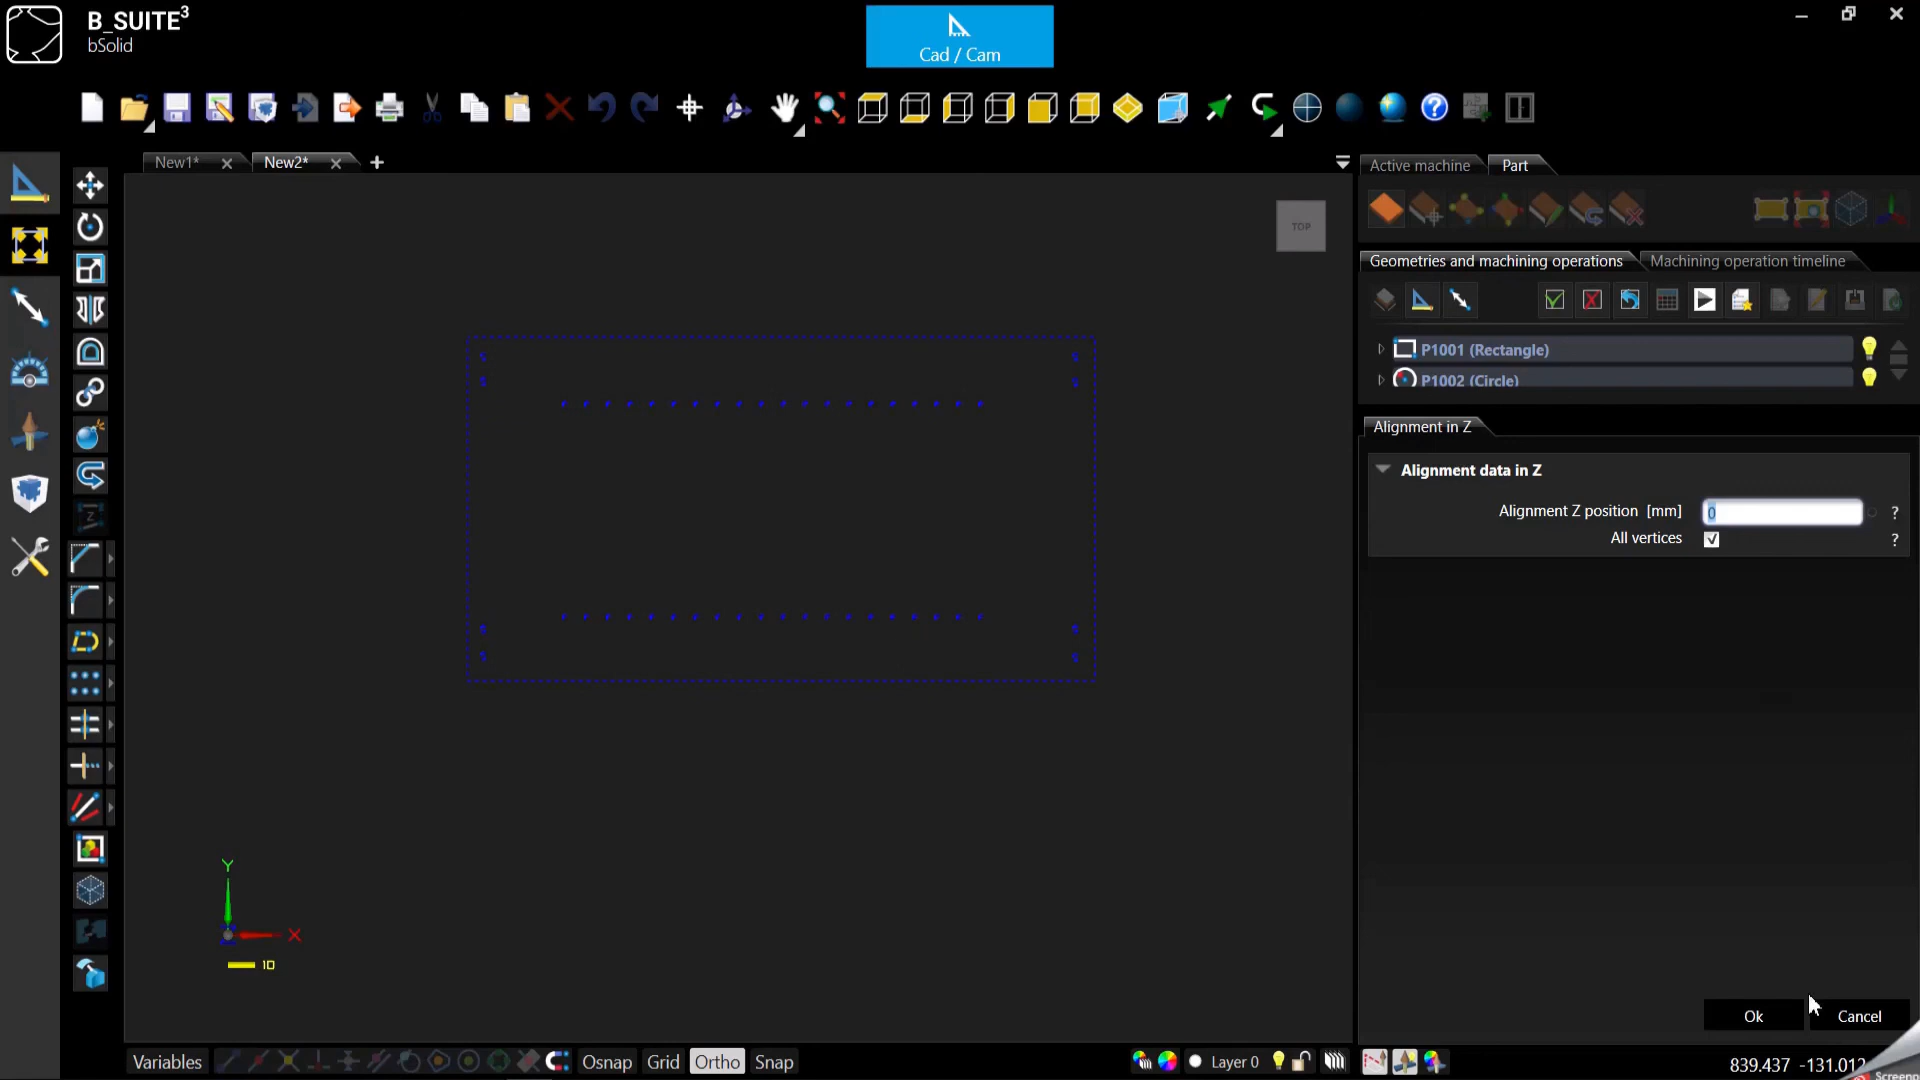 B_SUITE³
bSolid
Cad / Cam
New1*
New2*
Active machine
Part
TOP
Geometries and machining operations
Machining operation timeline
P1001 (Rectangle)
P1002 (Circle)
Alignment in Z
Alignment data in Z
Alignment Z position [mm]
0
?
All vertices
?
Z
Y
X
10
Ok
Cancel
Variables
Osnap
Grid
Ortho
Snap
Layer 0
839.437 -131.012